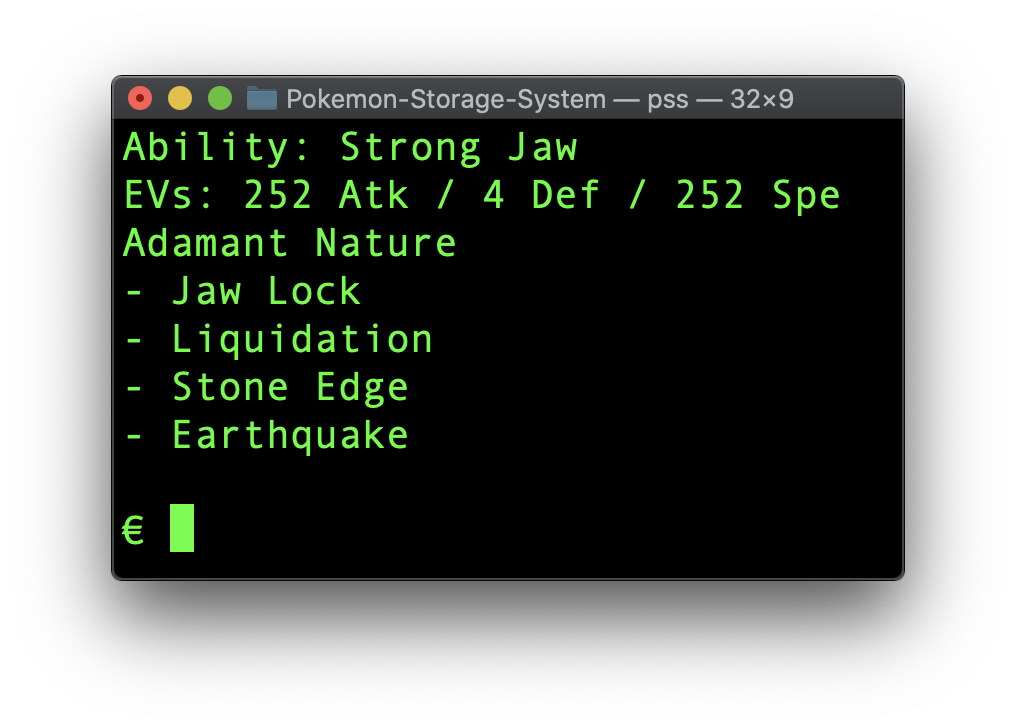 Pokemon-Storage-System — pss — 32×9
Ability: Strong Jaw
EVs: 252 Atk / 4 Def / 252 Spe
Adamant Nature
- Jaw Lock
- Liquidation
- Stone Edge
- Earthquake
€